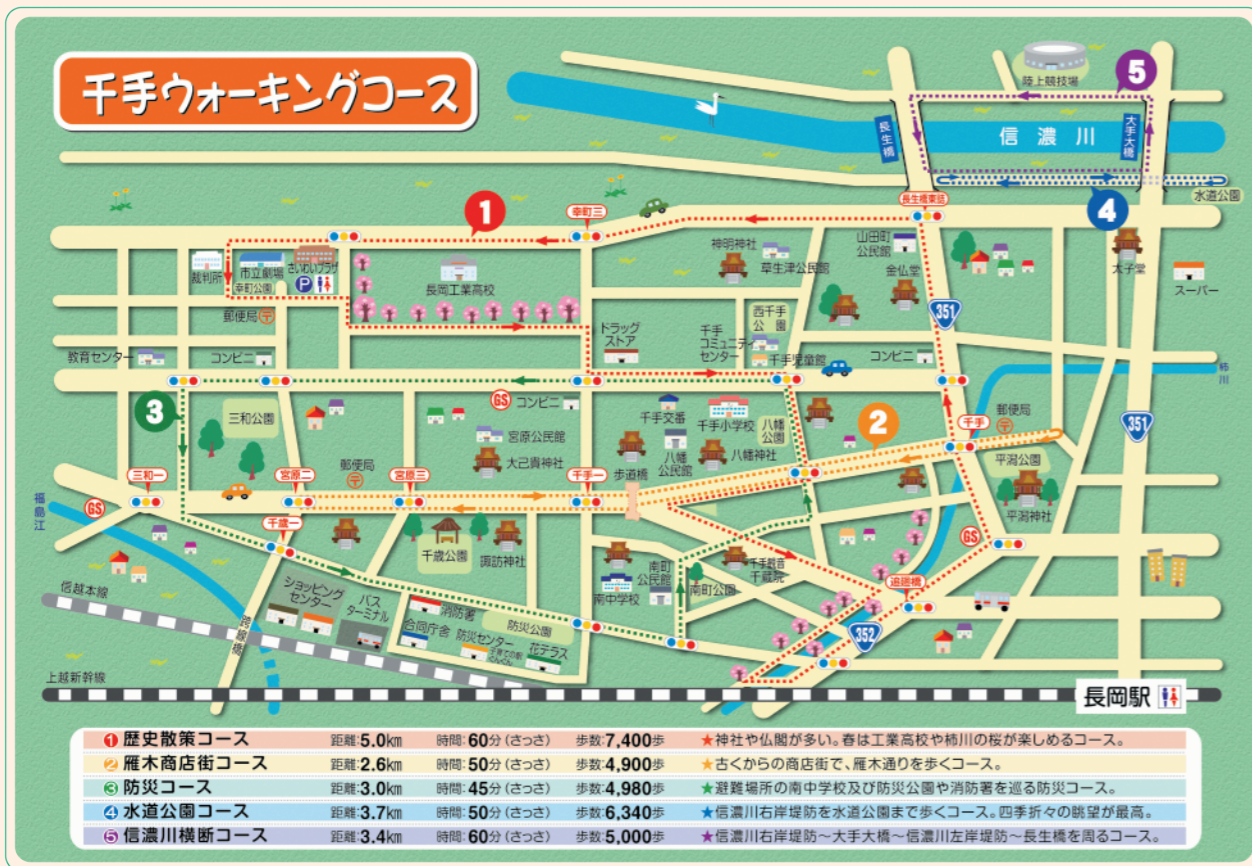 千手ウォーキングコース
陸上競技場
5
長生橋
信濃川
大手大橋
水道公園
4
1
幸町三
長生橋東詰
裁判所
市立劇場
幸町公園
さいわいプラザ
P
長岡工業高校
神明神社
草生津公民館
山田町
公民館
金仏堂
太子堂
スーパー
351
郵便局
西千手
公園
ドラッグ
ストア
千手
コミュニティ
センター
千手児童館
コンビニ
教育センター
コンビニ
柿川
3
三和公園
GS
コンビニ
宮原公民館
大己貴神社
千手交番
千手小学校
八幡
公園
八幡
公民館
八幡神社
歩道橋
2
千手
郵便局
351
平潟公園
平潟神社
三和一
宮原二
郵便局
宮原三
千手一
福島江
GS
千歳一
千歳公園
諏訪神社
GS
南中学校
南町
公民館
南町公園
千手観音
千蔵院
追廻橋
352
ショッピング
センター
バス
ターミナル
消防署
合同庁舎
防災センター
子育ての駅
ぐんぐん
防災公園
花テラス
信越本線
跨線橋
上越新幹線
長岡駅
1 歴史散策コース 距離:5.0km 時間:60分(さっさ) 歩数:7,400歩 ★神社や仏閣が多い。春は工業高校や柿川の桜が楽しめるコース。
2 雁木商店街コース 距離:2.6km 時間:50分(さっさ) 歩数:4,900歩 ★古くからの商店街で、雁木通りを歩くコース。
3 防災コース 距離:3.0km 時間:45分(さっさ) 歩数:4,980歩 ★避難場所の南中学校及び防災公園や消防署を巡る防災コース。
4 水道公園コース 距離:3.7km 時間:50分(さっさ) 歩数:6,340歩 ★信濃川右岸堤防を水道公園まで歩くコース。四季折々の眺望が最高。
5 信濃川横断コース 距離:3.4km 時間:60分(さっさ) 歩数:5,000歩 ★信濃川右岸堤防～大手大橋～信濃川左岸堤防～長生橋を周るコース。